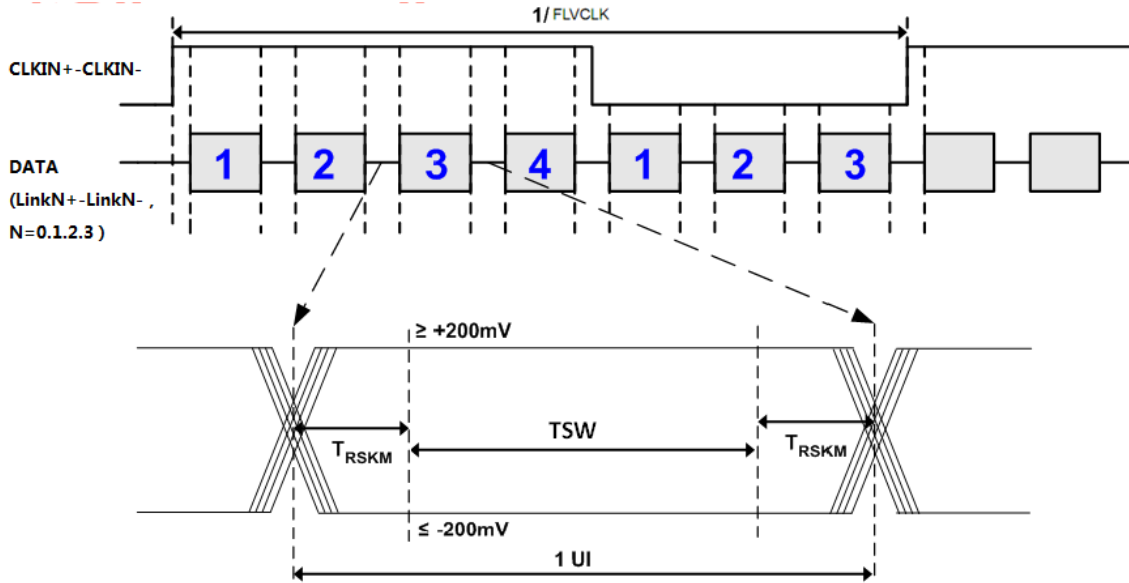 1/ FLVCLK
CLKIN+-CLKIN-
DATA
(LinkN+-LinkN- ,
N=0.1.2.3 )
1 2 3 4 1 2 3
≥ +200mV
TRSKM TSW TRSKM
≤ -200mV
1 UI